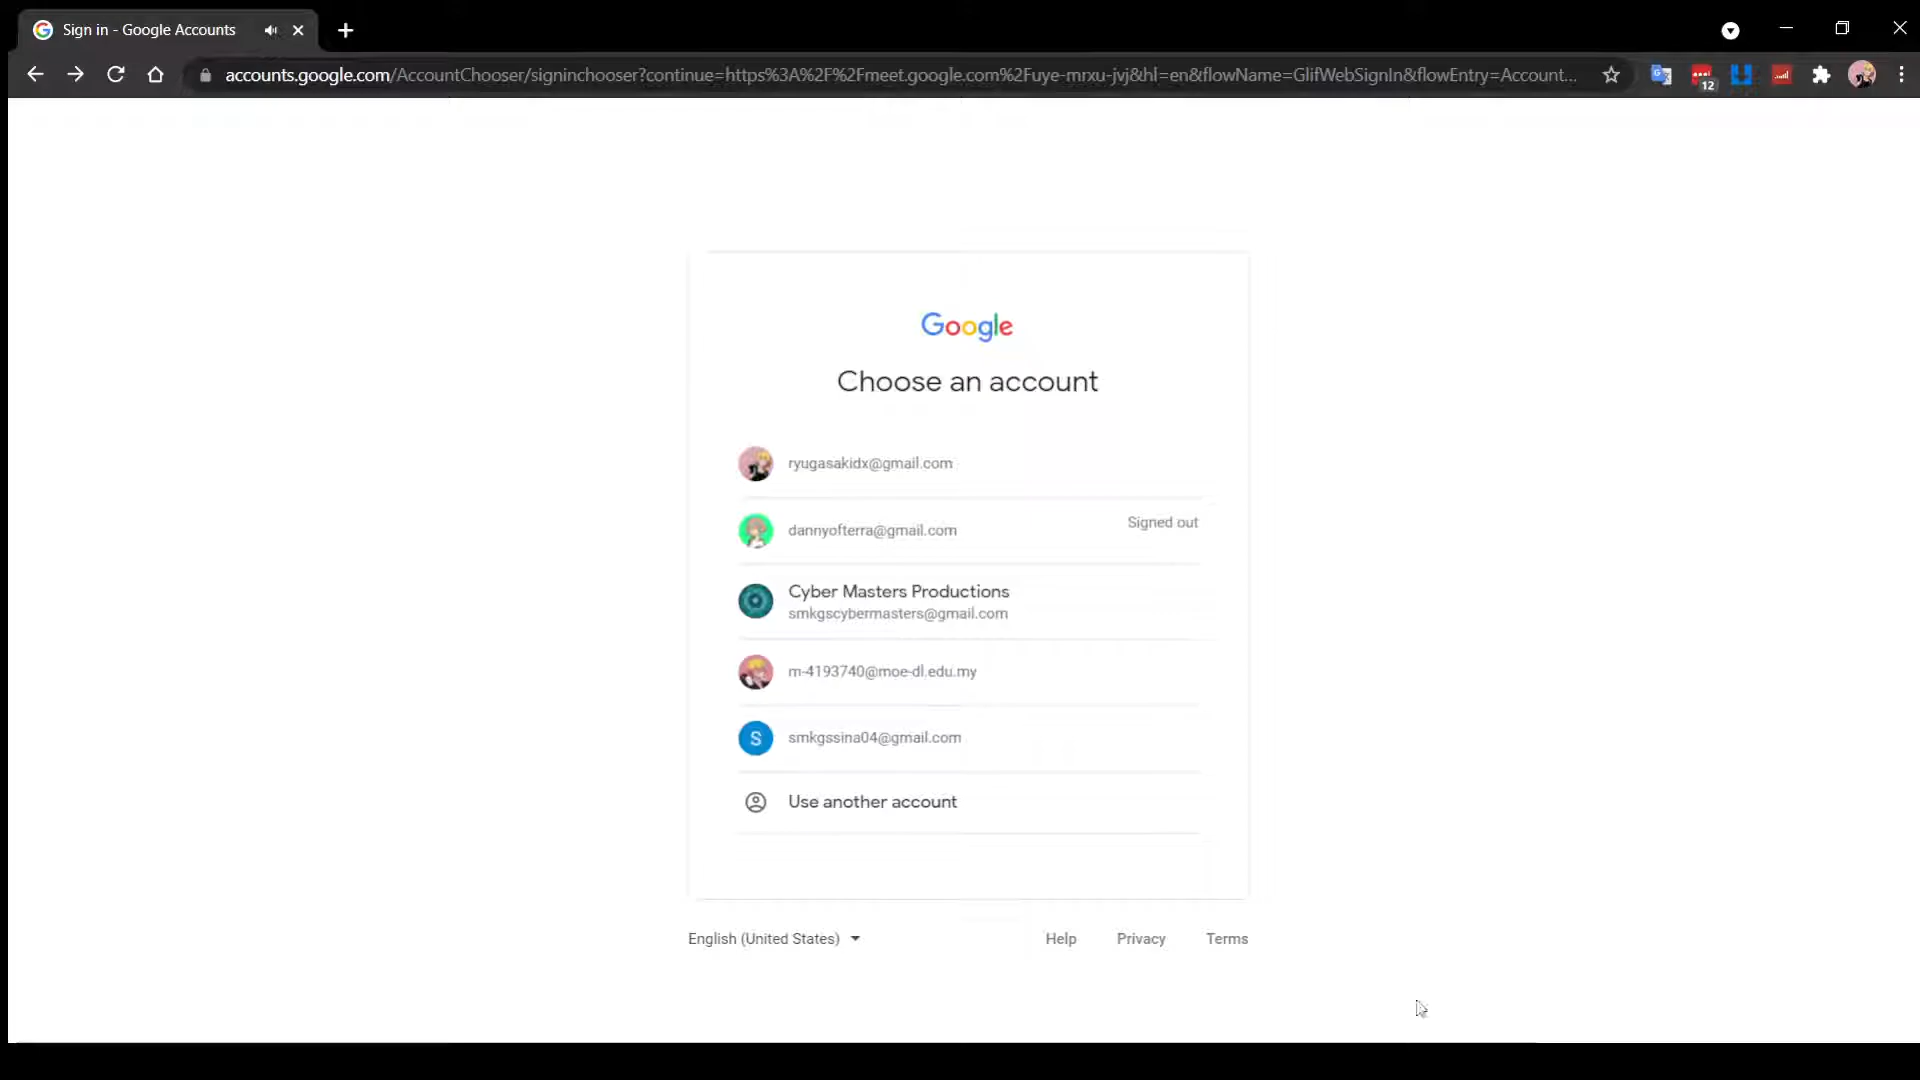 Sign in - Google Accounts
accounts.google.com/AccountChooser/signinchooser?continue=https%3A%2F%2Fmeet.google.com%2Fuye-mrxu-jvj&hl=en&flowName=GlifWebSignIn&flowEntry=Account...
12
Google
Choose an account
ryugasakidx@gmail.com
dannyofterra@gmail.com
Signed out
Cyber Masters Productions
smkgscybermasters@gmail.com
m-4193740@moe-dl.edu.my
S
smkgssina04@gmail.com
Use another account
English (United States)
Help Privacy Terms